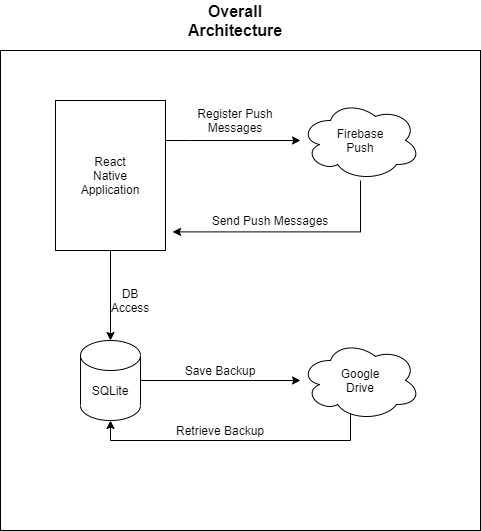 Overall
Architecture
Register Push
Messages
Firebase
Push
React
Native
Application
Send Push Messages
DB
Access
SQLite
Save Backup
Google
Drive
Retrieve Backup